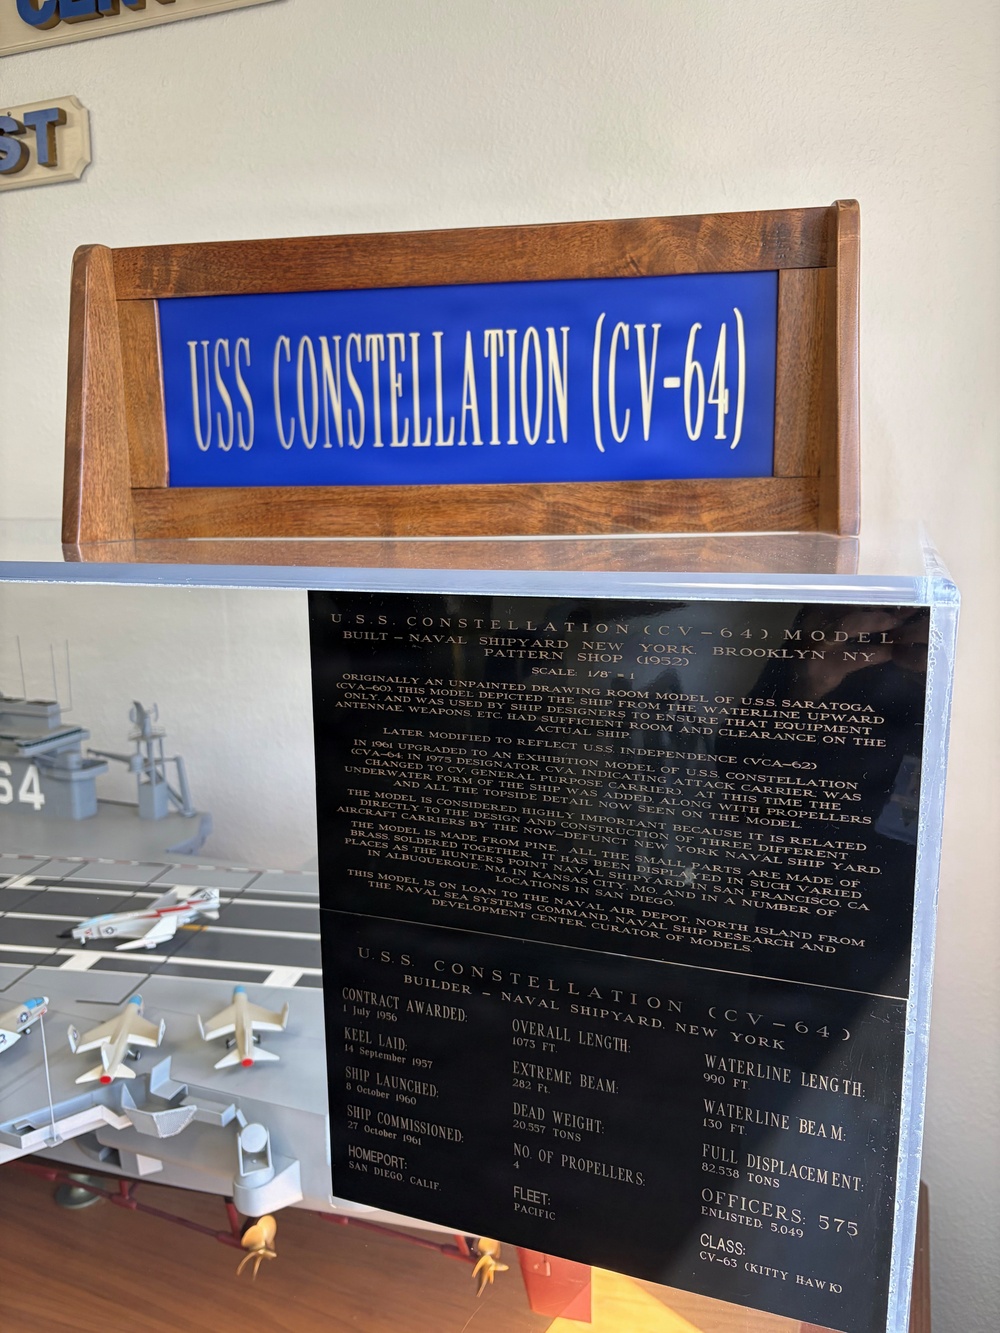 ST
USS CONSTELLATION (CV-64)
64
U.S.S. CONSTELLATION (CV-64) MODEL
BUILT - NAVAL SHIPYARD NEW YORK, BROOKLYN NY
PATTERN SHOP (1952)
SCALE: 1/8" = 1
ORIGINALLY AN UNPAINTED DRAWING ROOM MODEL OF U.S.S. SARATOGA
(CVA-60). THIS MODEL DEPICTED THE SHIP FROM THE WATERLINE UPWARD
ONLY, AND WAS USED BY SHIP DESIGNERS TO ENSURE THAT EQUIPMENT
ANTENNAE, WEAPONS, ETC. HAD SUFFICIENT ROOM AND CLEARANCE ON THE
ACTUAL SHIP.
LATER MODIFIED TO REFLECT U.S.S. INDEPENDENCE (VCA-62)
IN 1961 UPGRADED TO AN EXHIBITION MODEL OF U.S.S. CONSTELLATION
(CVA-64; IN 1975 DESIGNATOR CVA, INDICATING ATTACK CARRIER, WAS
CHANGED TO CV, GENERAL PURPOSE CARRIER). AT THIS TIME THE
UNDERWATER FORM OF THE SHIP WAS ADDED, ALONG WITH PROPELLERS
AND ALL THE TOPSIDE DETAIL NOW SEEN ON THE MODEL.
THE MODEL IS CONSIDERED HIGHLY IMPORTANT BECAUSE IT IS RELATED
DIRECTLY TO THE DESIGN AND CONSTRUCTION OF THREE DIFFERENT
AIRCRAFT CARRIERS BY THE NOW-DEFUNCT NEW YORK NAVAL SHIP YARD.
THE MODEL IS MADE FROM PINE. ALL THE SMALL PARTS ARE MADE OF
BRASS, SOLDERED TOGETHER. IT HAS BEEN DISPLAYED IN SUCH VARIED
PLACES AS THE HUNTER'S POINT NAVAL SHIPYARD IN SAN FRANCISCO, CA
IN ALBUQUERQUE, NM, IN KANSAS CITY, MO, AND IN A NUMBER OF
LOCATIONS IN SAN DIEGO.
THIS MODEL IS ON LOAN TO THE NAVAL AIR DEPOT, NORTH ISLAND FROM
THE NAVAL SEA SYSTEMS COMMAND, NAVAL SHIP RESEARCH AND
DEVELOPMENT CENTER, CURATOR OF MODELS.
U.S.S. CONSTELLATION (CV-64)
BUILDER - NAVAL SHIPYARD, NEW YORK
CONTRACT AWARDED:
1 July 1956
KEEL LAID:
14 September 1957
SHIP LAUNCHED:
8 October 1960
SHIP COMMISSIONED:
27 October 1961
HOMEPORT:
SAN DIEGO, CALIF.
OVERALL LENGTH:
1073 FT.
EXTREME BEAM:
282 Ft.
DEAD WEIGHT:
20,557 TONS
NO. OF PROPELLERS:
4
FLEET:
PACIFIC
WATERLINE LENGTH:
990 FT
WATERLINE BEAM:
130 FT.
FULL DISPLACEMENT:
82,538 TONS
OFFICERS: 575
ENLISTED: 5,049
CLASS:
CV-63 (KITTY HAWK)